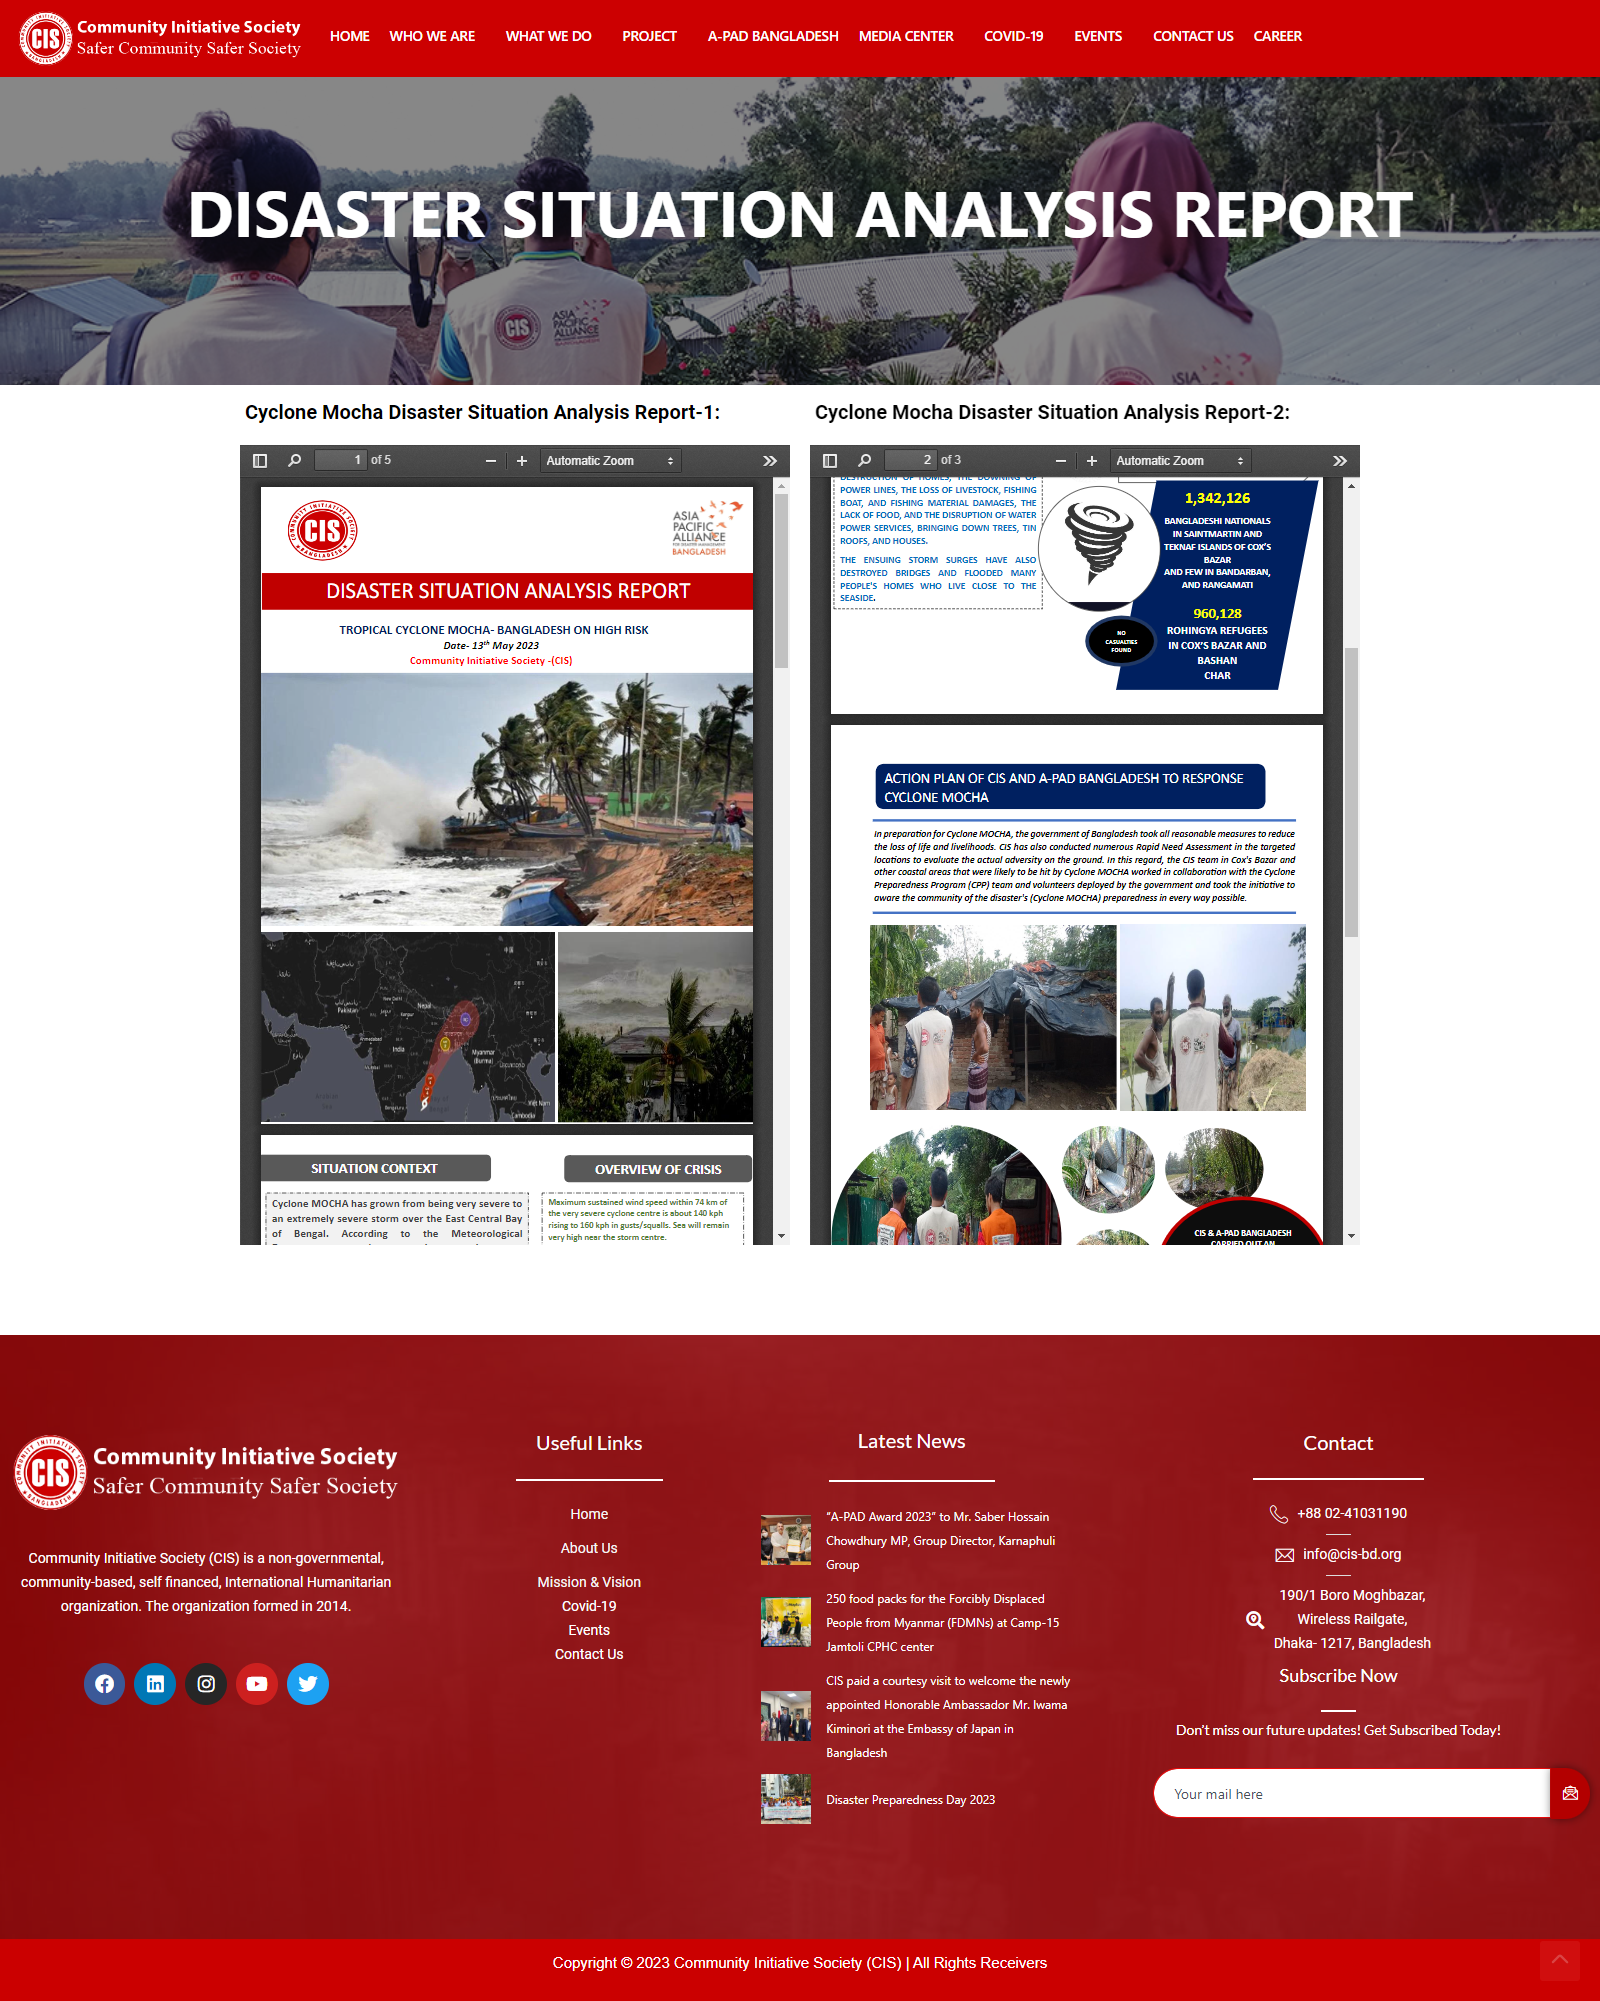 Community Initiative Society
Safer Community Safer Society
HOME WHO WE ARE WHAT WE DO PROJECT A-PAD BANGLADESH MEDIA CENTER COVID-19 EVENTS CONTACT US CAREER
DISASTER SITUATION ANALYSIS REPORT
Cyclone Mocha Disaster Situation Analysis Report-1:
1 of 5 Automatic Zoom
CIS
ASIA
PACIFIC
ALLIANCE
BANGLADESH
DISASTER SITUATION ANALYSIS REPORT
TROPICAL CYCLONE MOCHA- BANGLADESH ON HIGH RISK
Date- 13th May 2023
Community Initiative Society -(CIS)
SITUATION CONTEXT
OVERVIEW OF CRISIS
Cyclone MOCHA has grown from being very severe to
an extremely severe storm over the East Central Bay
of Bengal. According to the Meteorological
Maximum sustained wind speed within 74 km of
the very severe cyclone centre is about 140 kph
rising to 160 kph in gusts/squalls. Sea will remain
very high near the storm centre.
Cyclone Mocha Disaster Situation Analysis Report-2:
2 of 3 Automatic Zoom
DESTRUCTION OF HOMES, THE DOWNING OF
POWER LINES, THE LOSS OF LIVESTOCK, FISHING
BOAT, AND FISHING MATERIAL DAMAGES, THE
LACK OF FOOD, AND THE DISRUPTION OF WATER
POWER SERVICES, BRINGING DOWN TREES, TIN
ROOFS, AND HOUSES.
THE ENSUING STORM SURGES HAVE ALSO
DESTROYED BRIDGES AND FLOODED MANY
PEOPLE'S HOMES WHO LIVE CLOSE TO THE
SEASIDE.
1,342,126
BANGLADESHI NATIONALS
IN SAINTMARTIN AND
TEKNAF ISLANDS OF COX'S
BAZAR
AND FEW IN BANDARBAN,
AND RANGAMATI
960,128
ROHINGYA REFUGEES
IN COX'S BAZAR AND
BASHAN
CHAR
NO
CASUALTIES
FOUND
ACTION PLAN OF CIS AND A-PAD BANGLADESH TO RESPONSE
CYCLONE MOCHA
In preparation for Cyclone MOCHA, the government of Bangladesh took all reasonable measures to reduce
the loss of life and livelihoods. CIS has also conducted numerous Rapid Need Assessment in the targeted
locations to evaluate the actual adversity on the ground. In this regard, the CIS team in Cox's Bazar and
other coastal areas that were likely to be hit by Cyclone MOCHA worked in collaboration with the Cyclone
Preparedness Program (CPP) team and volunteers deployed by the government and took the initiative to
aware the community of the disaster's (Cyclone MOCHA) preparedness in every way possible.
CIS & A-PAD BANGLADESH
CARRIED OUT AN
Community Initiative Society
Safer Community Safer Society
Community Initiative Society (CIS) is a non-governmental,
community-based, self financed, International Humanitarian
organization. The organization formed in 2014.
Useful Links
Home
About Us
Mission & Vision
Covid-19
Events
Contact Us
Latest News
"A-PAD Award 2023" to Mr. Saber Hossain
Chowdhury MP, Group Director, Karnaphuli
Group
250 food packs for the Forcibly Displaced
People from Myanmar (FDMNs) at Camp-15
Jamtoli CPHC center
CIS paid a courtesy visit to welcome the newly
appointed Honorable Ambassador Mr. Iwama
Kiminori at the Embassy of Japan in
Bangladesh
Disaster Preparedness Day 2023
Contact
+88 02-41031190
info@cis-bd.org
190/1 Boro Moghbazar,
Wireless Railgate,
Dhaka- 1217, Bangladesh
Subscribe Now
Don't miss our future updates! Get Subscribed Today!
Your mail here
Copyright © 2023 Community Initiative Society (CIS) | All Rights Receivers